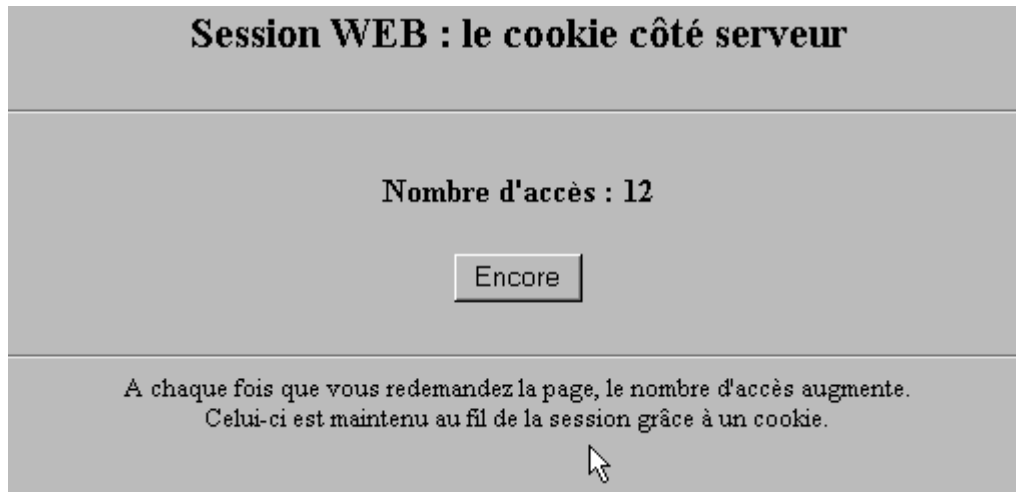 Session WEB : le cookie côté serveur
Nombre d'accès : 12
Encore
A chaque fois que vous redemandez la page, le nombre d'accès augmente.
Celui-ci est maintenu au fil de la session grâce à un cookie.